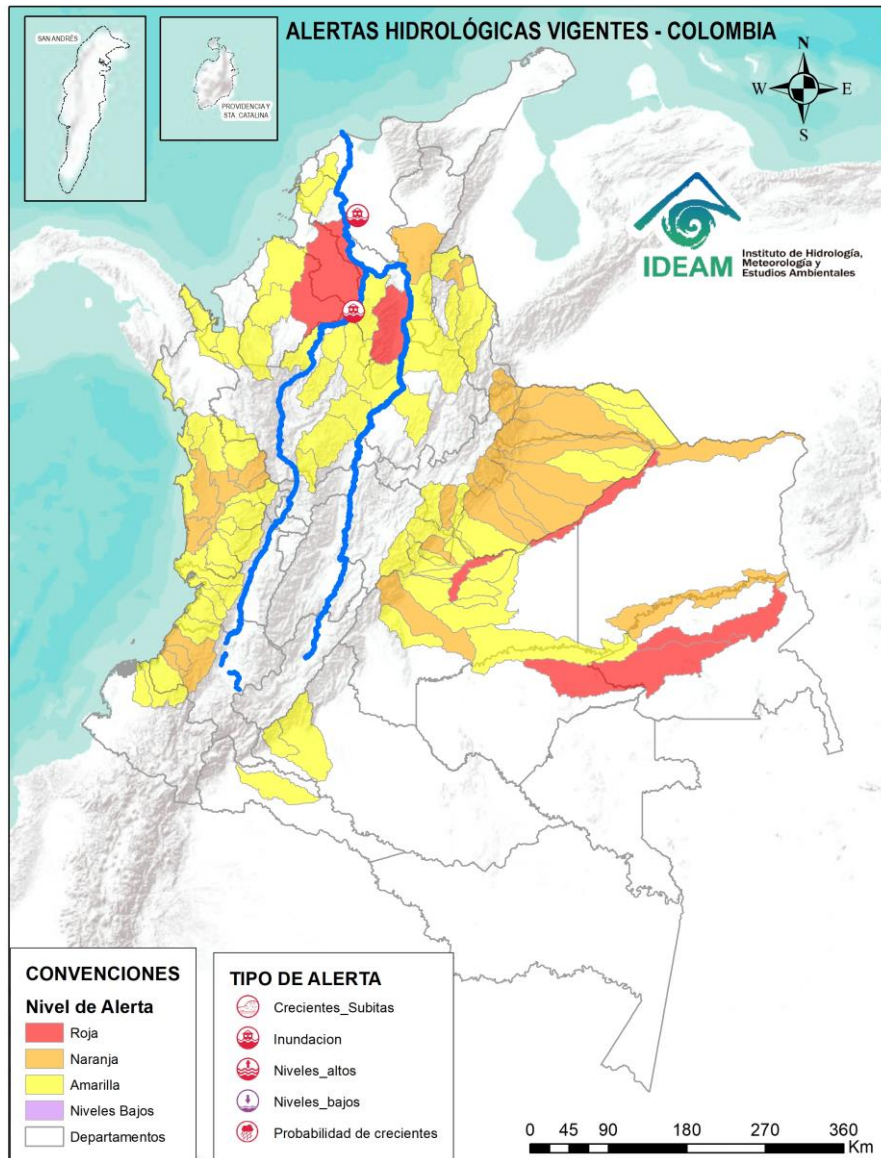 ALERTAS HIDROLÓGICAS VIGENTES - COLOMBIA
SAN ANDRÉS
PROVIDENCIA Y
STA. CATALINA
N
W
E
S
IDEAM
Instituto de Hidrología,
Meteorología y
Estudios Ambientales
CONVENCIONES
Nivel de Alerta
Roja
Naranja
Amarilla
Niveles Bajos
Departamentos
TIPO DE ALERTA
Crecientes_Subitas
Inundacion
Niveles_altos
Niveles_bajos
Probabilidad de crecientes
0 45 90 180 270 360
Km